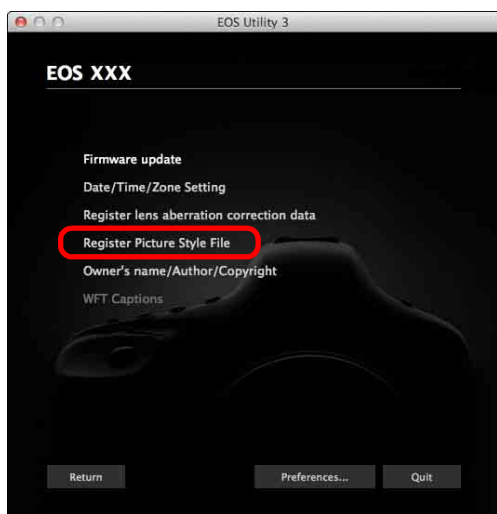 EOS Utility 3
EOS XXX
Firmware update
Date/Time/Zone Setting
Register lens aberration correction data
Register Picture Style File
Owner's name/Author/Copyright
WFT Captions
Return
Preferences...
Quit